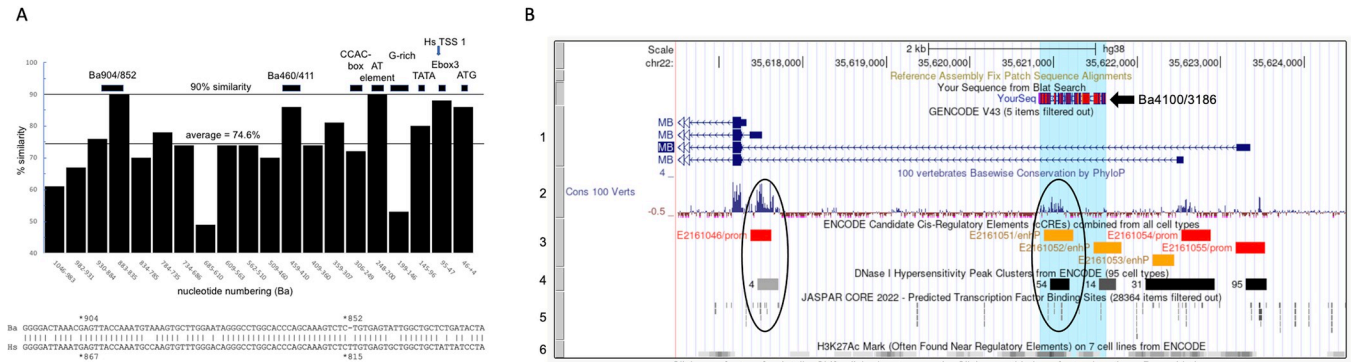 A
CCAC-
box
AT
element
G-rich
Hs TSS 1
Ebox3
TATA
ATG
Ba904/852
Ba460/411
90% similarity
average = 74.6%
% similarity
100
90
80
70
60
50
40
1046-983
982-931
930-884
883-835
834-785
784-735
734-686
685-610
609-563
562-510
509-460
459-410
409-360
359-307
306-249
248-200
199-146
145-96
95-47
46-+4
nucleotide numbering (Ba)
*904 *852
Ba GGGGACTAAACGAGTTACCAAATGTAAAGTGCTTGGAATAGGGCCTGGCACCCAGCAAAGTCTC-TGTGAGTATTGGCTGCTCTGATACTA
Hs GGGGATTAAATGAGTTACCAAATGCCAAGTGTTTGGGACAGGGCCTGGCACCCAGCAAAGTCTCTTGTGAGTGCTGGCTGCTATTATCCTA
*867 *815
B
Scale 2 kb hg38
chr22: 35,618,000 35,619,000 35,620,000 35,621,000 35,622,000 35,623,000 35,624,000
Reference Assembly Fix Patch Sequence Alignments
Your Sequence from Blat Search
YourSeq Ba4100/3186
GENCODE V43 (5 items filtered out)
1
MB
MB
MB
MB
100 vertebrates Basewise Conservation by PhyloP
4
2
Cons 100 Verts
-0.5
ENCODE Candidate Cis-Regulatory Elements (cCREs) combined from all cell types
3
E2161046/prom E2161051/enhP E2161054/prom
E2161052/enhP E2161055/prom
E2161053/enhP
DNase I Hypersensitivity Peak Clusters from ENCODE (95 cell types)
4
4 54 14 31 95
JASPAR CORE 2022 - Predicted Transcription Factor Binding Sites (28364 items filtered out)
5
H3K27Ac Mark (Often Found Near Regulatory Elements) on 7 cell lines from ENCODE
6